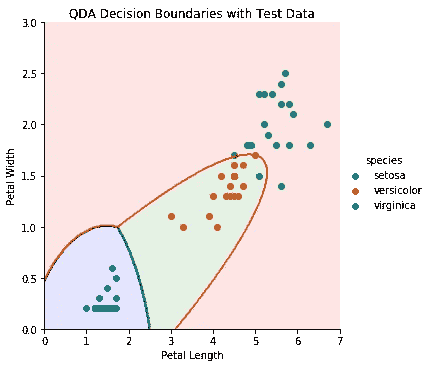 QDA Decision Boundaries with Test Data
3.0
2.5
2.0
1.5
1.0
0.5
0.0
Petal Width
0 1 2 3 4 5 6 7
Petal Length
species
setosa
versicolor
virginica